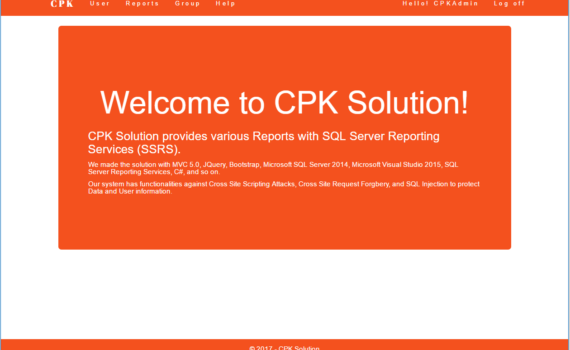 CPK User Reports Group Help Hello! CPKAdmin Log off
Welcome to CPK Solution!
CPK Solution provides various Reports with SQL Server Reporting
Services (SSRS).
We made the solution with MVC 5.0, JQuery, Bootstrap, Microsoft SQL Server 2014, Microsoft Visual Studio 2015, SQL
Server Reporting Services, C#, and so on.
Our system has functionalities against Cross Site Scripting Attacks, Cross Site Request Forgbery, and SQL Injection to protect
Data and User information.
© 2017 - CPK Solution